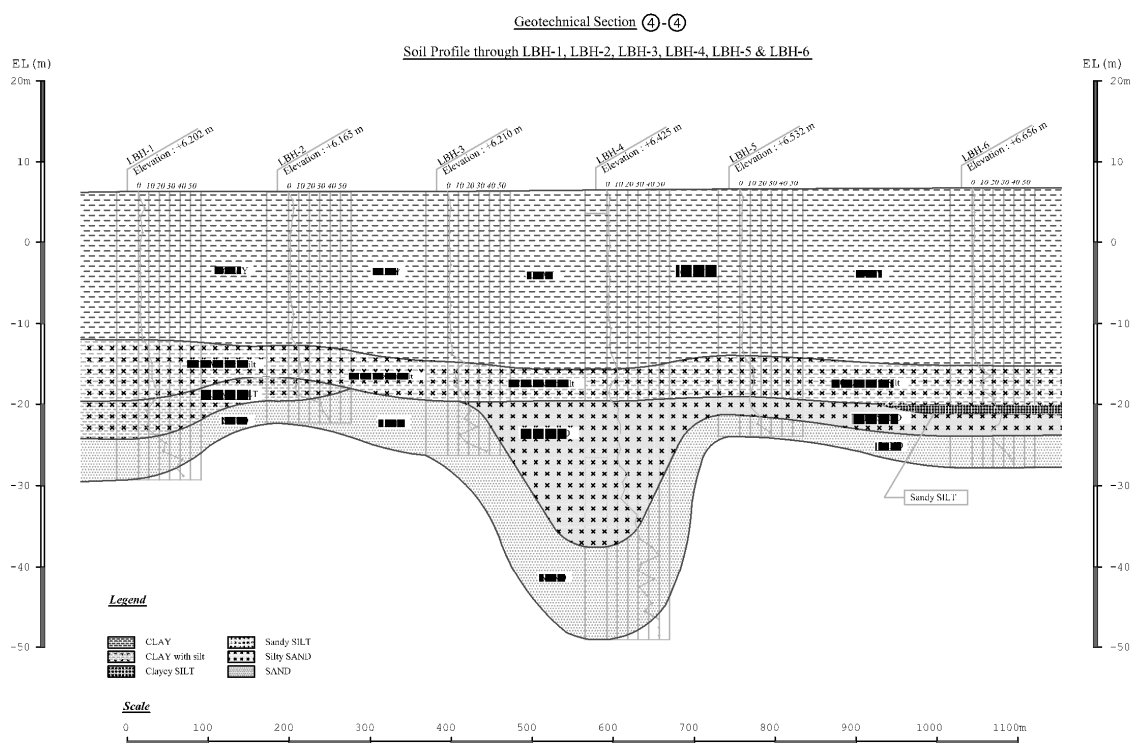 Geotechnical Section ④-④
Soil Profile through LBH-1, LBH-2, LBH-3, LBH-4, LBH-5 & LBH-6
EL(m) EL(m)
20m 20m
LBH-1 LBH-2 LBH-3 LBH-4 LBH-5 LBH-6
Elevation : +6.202 m Elevation : +6.165 m Elevation : +6.210 m Elevation : +6.425 m Elevation : +6.532 m Elevation : +6.656 m
10 10
0 10 20 30 40 50 0 10 20 30 40 50 0 10 20 30 40 50 0 10 20 30 40 50 0 10 20 30 40 50 0 10 20 30 40 50
0 0
-10 -10
-20 -20
-30 -30
Sandy SILT
-40 -40
Legend
-50 -50
CLAY Sandy SILT
CLAY with silt Silty SAND
Clayey SILT SAND
Scale
0 100 200 300 400 500 600 700 800 900 1000 1100m